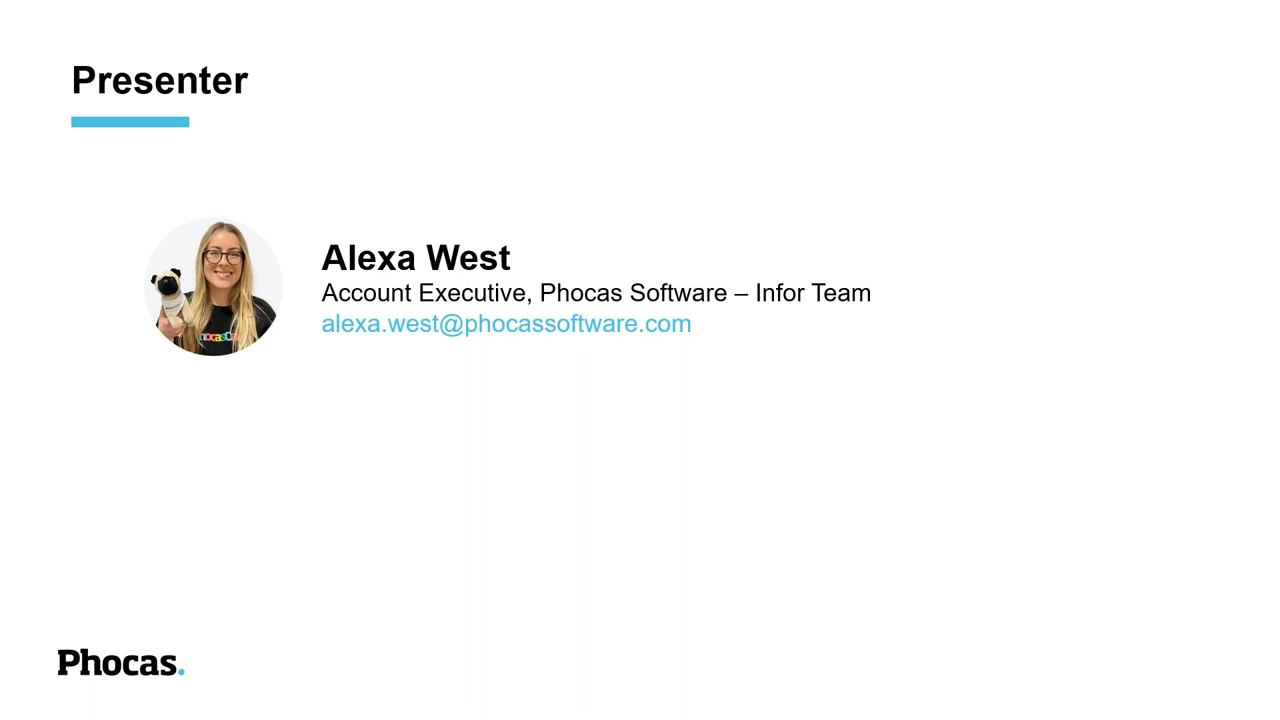 Presenter
Alexa West
Account Executive, Phocas Software – Infor Team
alexa.west@phocassoftware.com
Phocas.